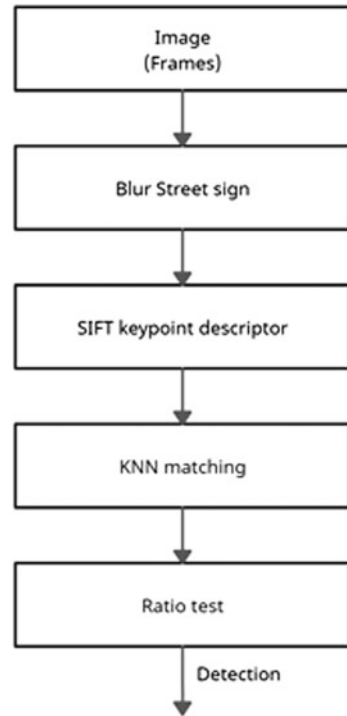 Image
(Frames)
Blur Street sign
SIFT keypoint descriptor
KNN matching
Ratio test
Detection